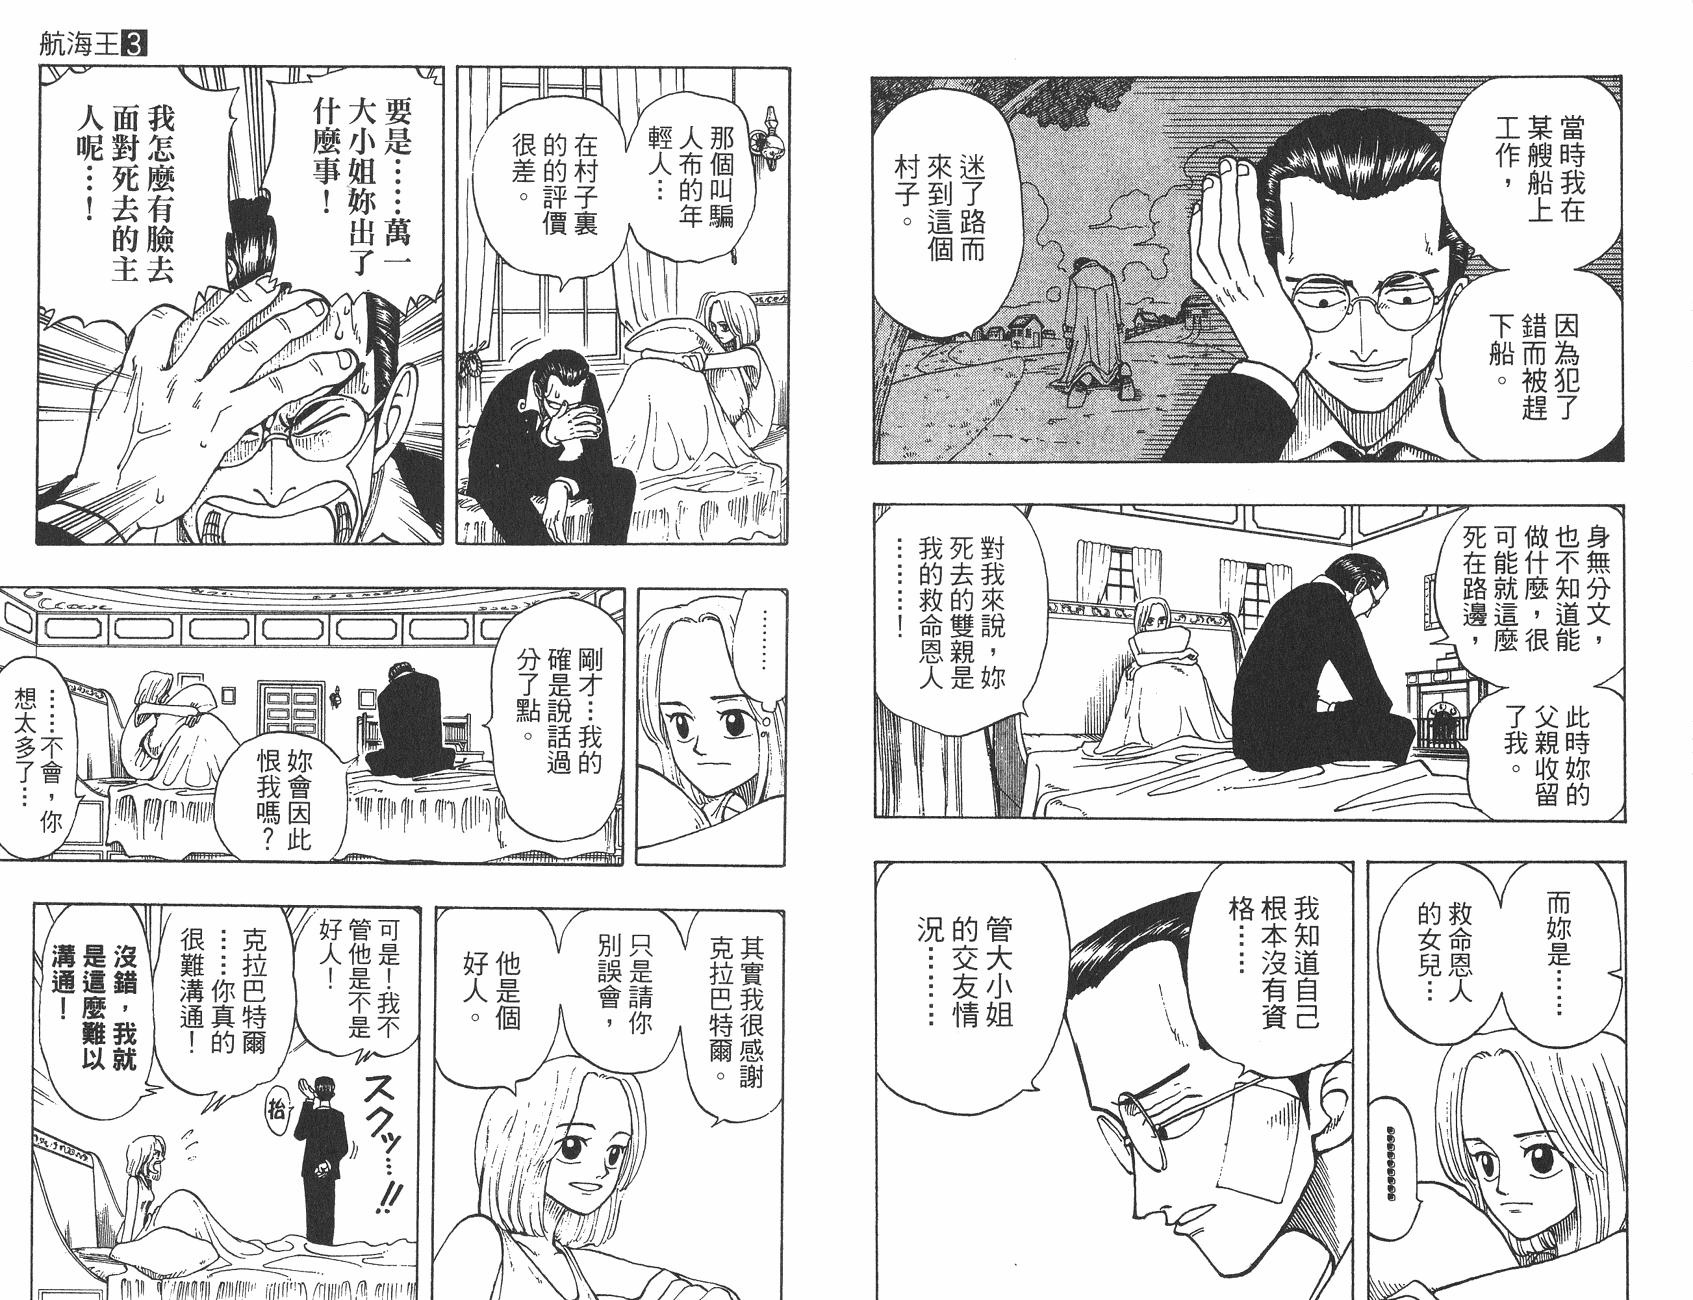 當時我在
某艘船上
工作，
因為犯了
錯而被趕
下船。
迷了路而
來到這個
村子。
身無分文，
也不知道能
做什麼，很
可能就這麼
死在路邊，
此時妳的
父親收留
了我。
對我來說，妳
死去的雙親是
我的救命恩人
………！
而妳是……
救命恩人
的女兒…
………
我知道自己
根本沒有資
格……
管大小姐
的交友情
況………
航海王3
那個叫騙
人布的年
輕人…
在村子裏
的的評價
很差。
要是……萬一
大小姐妳出了
什麼事！
我怎麼有臉去
面對死去的主
人呢…！
………
剛才…我的
確是說話過
分了點。
妳會因此
恨我嗎？
……不會，你
想太多了…
其實我很感謝
克拉巴特爾。
只是請你
別誤會，
他是個
好人。
可是！我不
管他是不是
好人！
克拉巴特爾
……你真的
很難溝通！
沒錯，我就
是這麼難以
溝通！
抬
スクッ…!!